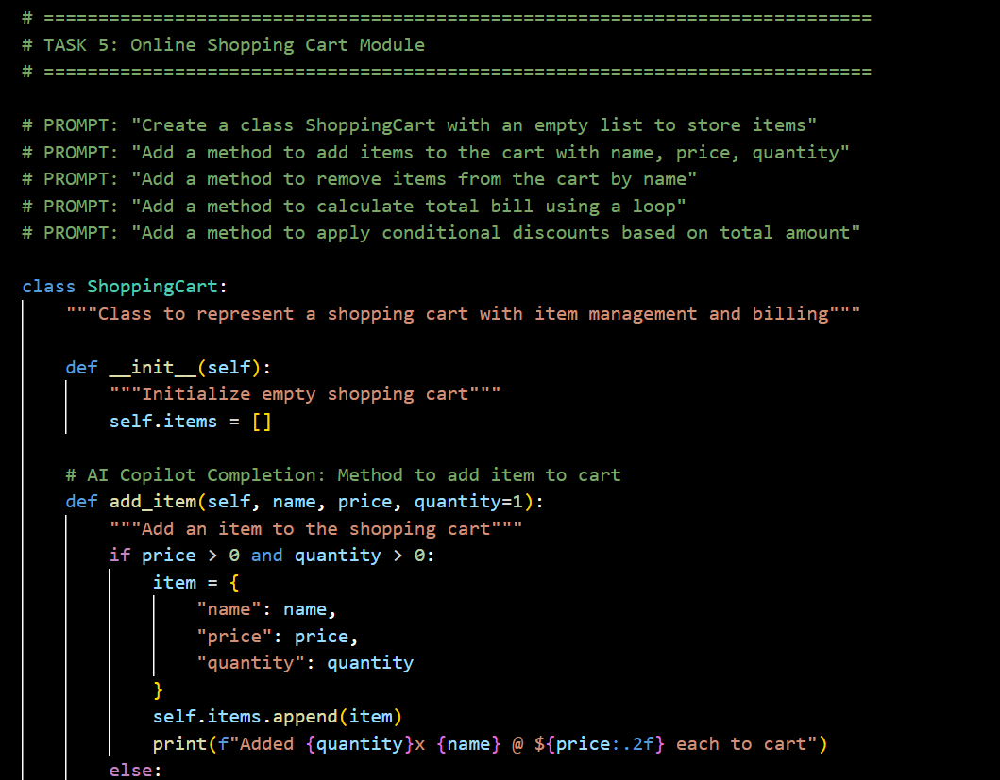 # ============================================================================
# TASK 5: Online Shopping Cart Module
# ============================================================================
# PROMPT: "Create a class ShoppingCart with an empty list to store items"
# PROMPT: "Add a method to add items to the cart with name, price, quantity"
# PROMPT: "Add a method to remove items from the cart by name"
# PROMPT: "Add a method to calculate total bill using a loop"
# PROMPT: "Add a method to apply conditional discounts based on total amount"
class ShoppingCart:
    """Class to represent a shopping cart with item management and billing"""
    def __init__(self):
        """Initialize empty shopping cart"""
        self.items = []
    # AI Copilot Completion: Method to add item to cart
    def add_item(self, name, price, quantity=1):
        """Add an item to the shopping cart"""
        if price > 0 and quantity > 0:
            item = {
                "name": name,
                "price": price,
                "quantity": quantity
            }
            self.items.append(item)
            print(f"Added {quantity}x {name} @ ${price:.2f} each to cart")
        else: